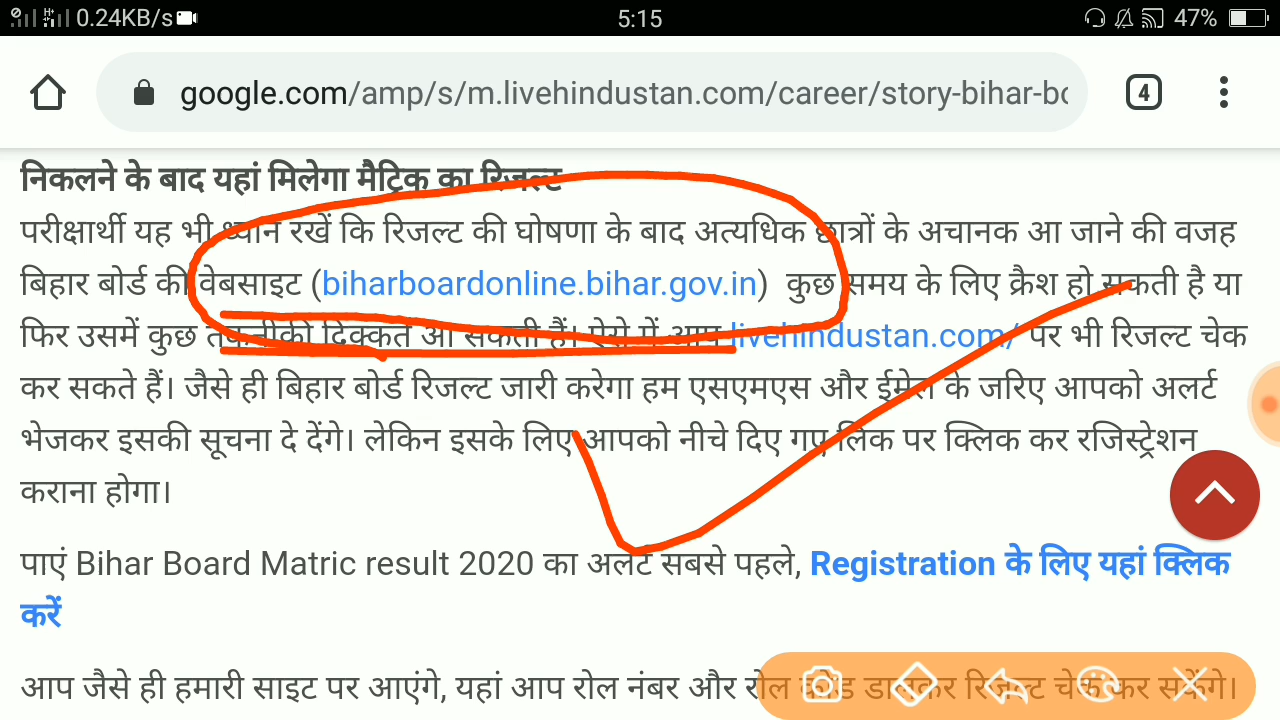 0.24KB/s 5:15 47%
google.com/amp/s/m.livehindustan.com/career/story-bihar-bo 4
निकलने के बाद यहां मिलेगा मैट्रिक का रिजल्ट
परीक्षार्थी यह भी ध्यान रखें कि रिजल्ट की घोषणा के बाद अत्यधिक छात्रों के अचानक आ जाने की वजह
बिहार बोर्ड की वेबसाइट (biharboardonline.bihar.gov.in) कुछ समय के लिए क्रैश हो सकती है या
फिर उसमें कुछ तकनीकी दिक्कतें आ सकती हैं। ऐसे में आप livehindustan.com/ पर भी रिजल्ट चेक
कर सकते हैं। जैसे ही बिहार बोर्ड रिजल्ट जारी करेगा हम एसएमएस और ईमेल के जरिए आपको अलर्ट
भेजकर इसकी सूचना दे देंगे। लेकिन इसके लिए आपको नीचे दिए गए लिंक पर क्लिक कर रजिस्ट्रेशन
कराना होगा।
पाएं Bihar Board Matric result 2020 का अलर्ट सबसे पहले, Registration के लिए यहां क्लिक
करें
आप जैसे ही हमारी साइट पर आएंगे, यहां आप रोल नंबर और रोल कोड डालकर रिजल्ट चेक कर सकेंगे।